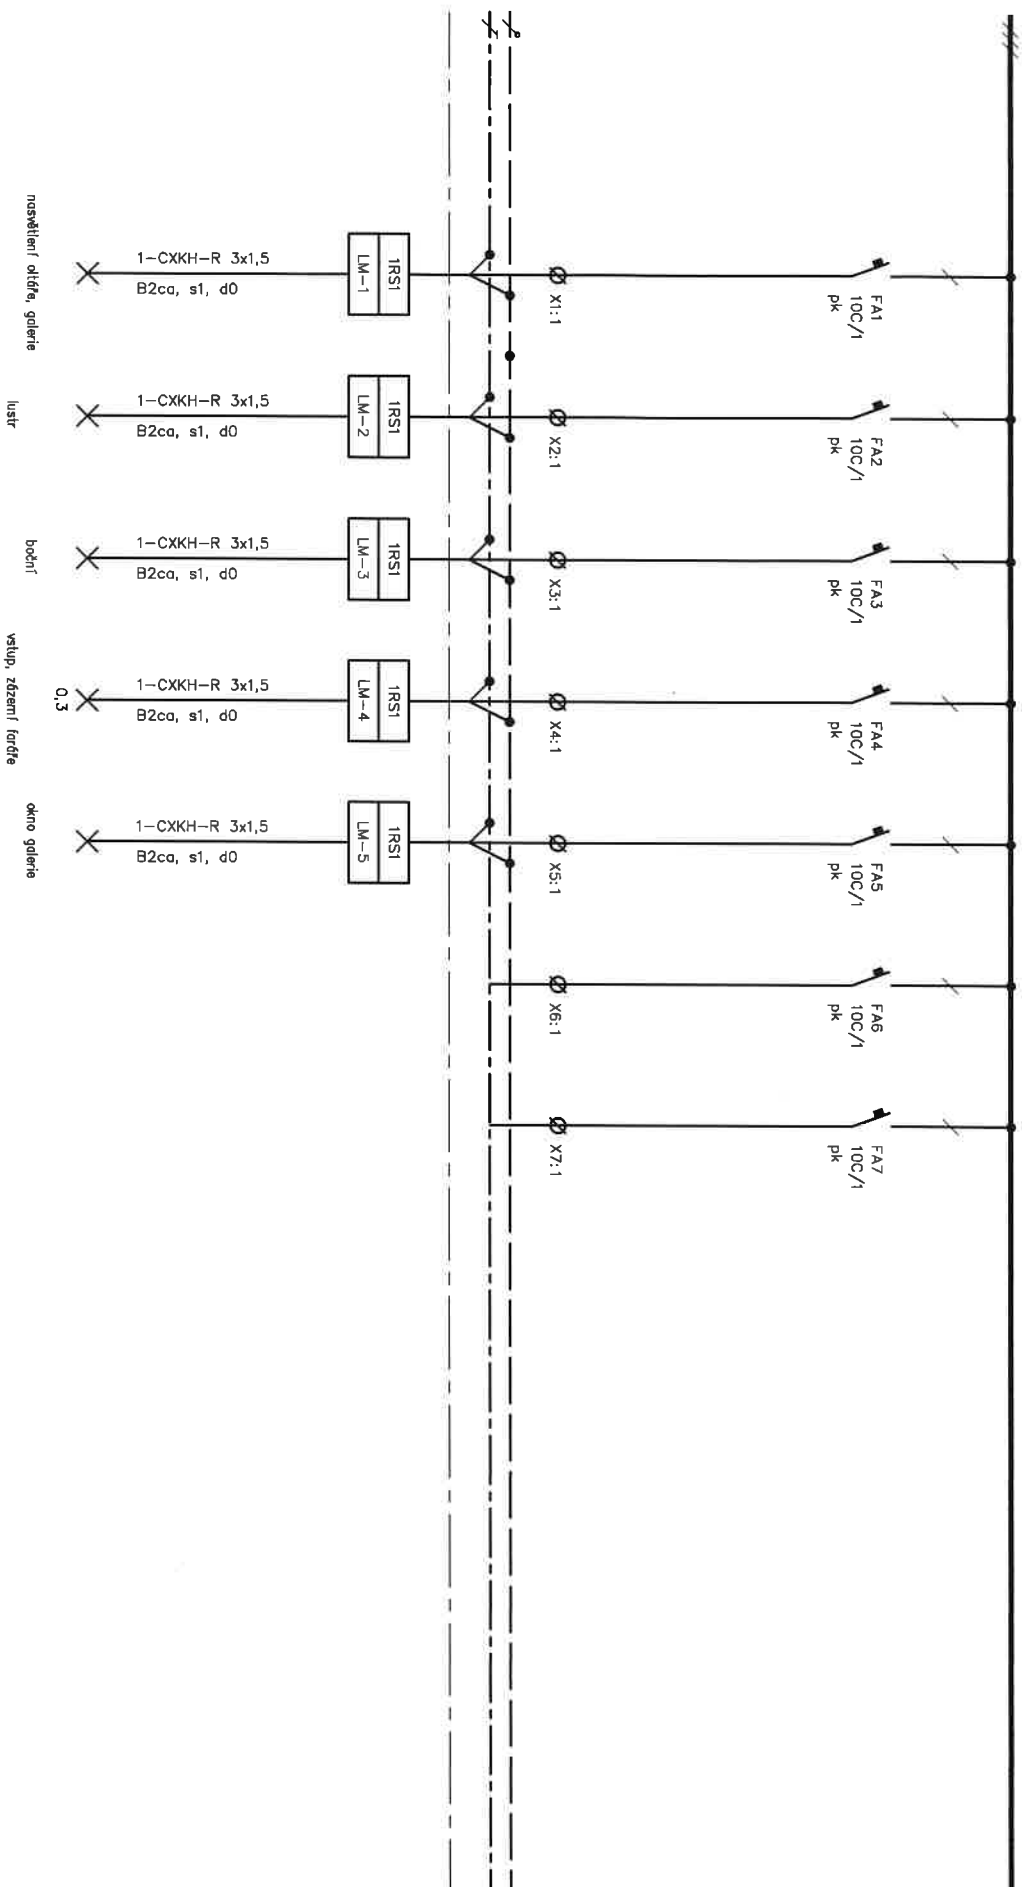 FA1
10C/1
pk
X1:1
1RS1
LM-1
1-CXKH-R 3x1,5
B2ca, s1, d0
nasvětlení oltáře, galerie
FA2
10C/1
pk
X2:1
1RS1
LM-2
1-CXKH-R 3x1,5
B2ca, s1, d0
lustr
FA3
10C/1
pk
X3:1
1RS1
LM-3
1-CXKH-R 3x1,5
B2ca, s1, d0
boční
FA4
10C/1
pk
X4:1
1RS1
LM-4
1-CXKH-R 3x1,5
B2ca, s1, d0
0,3
vstup, zázemí faráře
FA5
10C/1
pk
X5:1
1RS1
LM-5
1-CXKH-R 3x1,5
B2ca, s1, d0
okno galerie
FA6
10C/1
pk
X6:1
FA7
10C/1
pk
X7:1